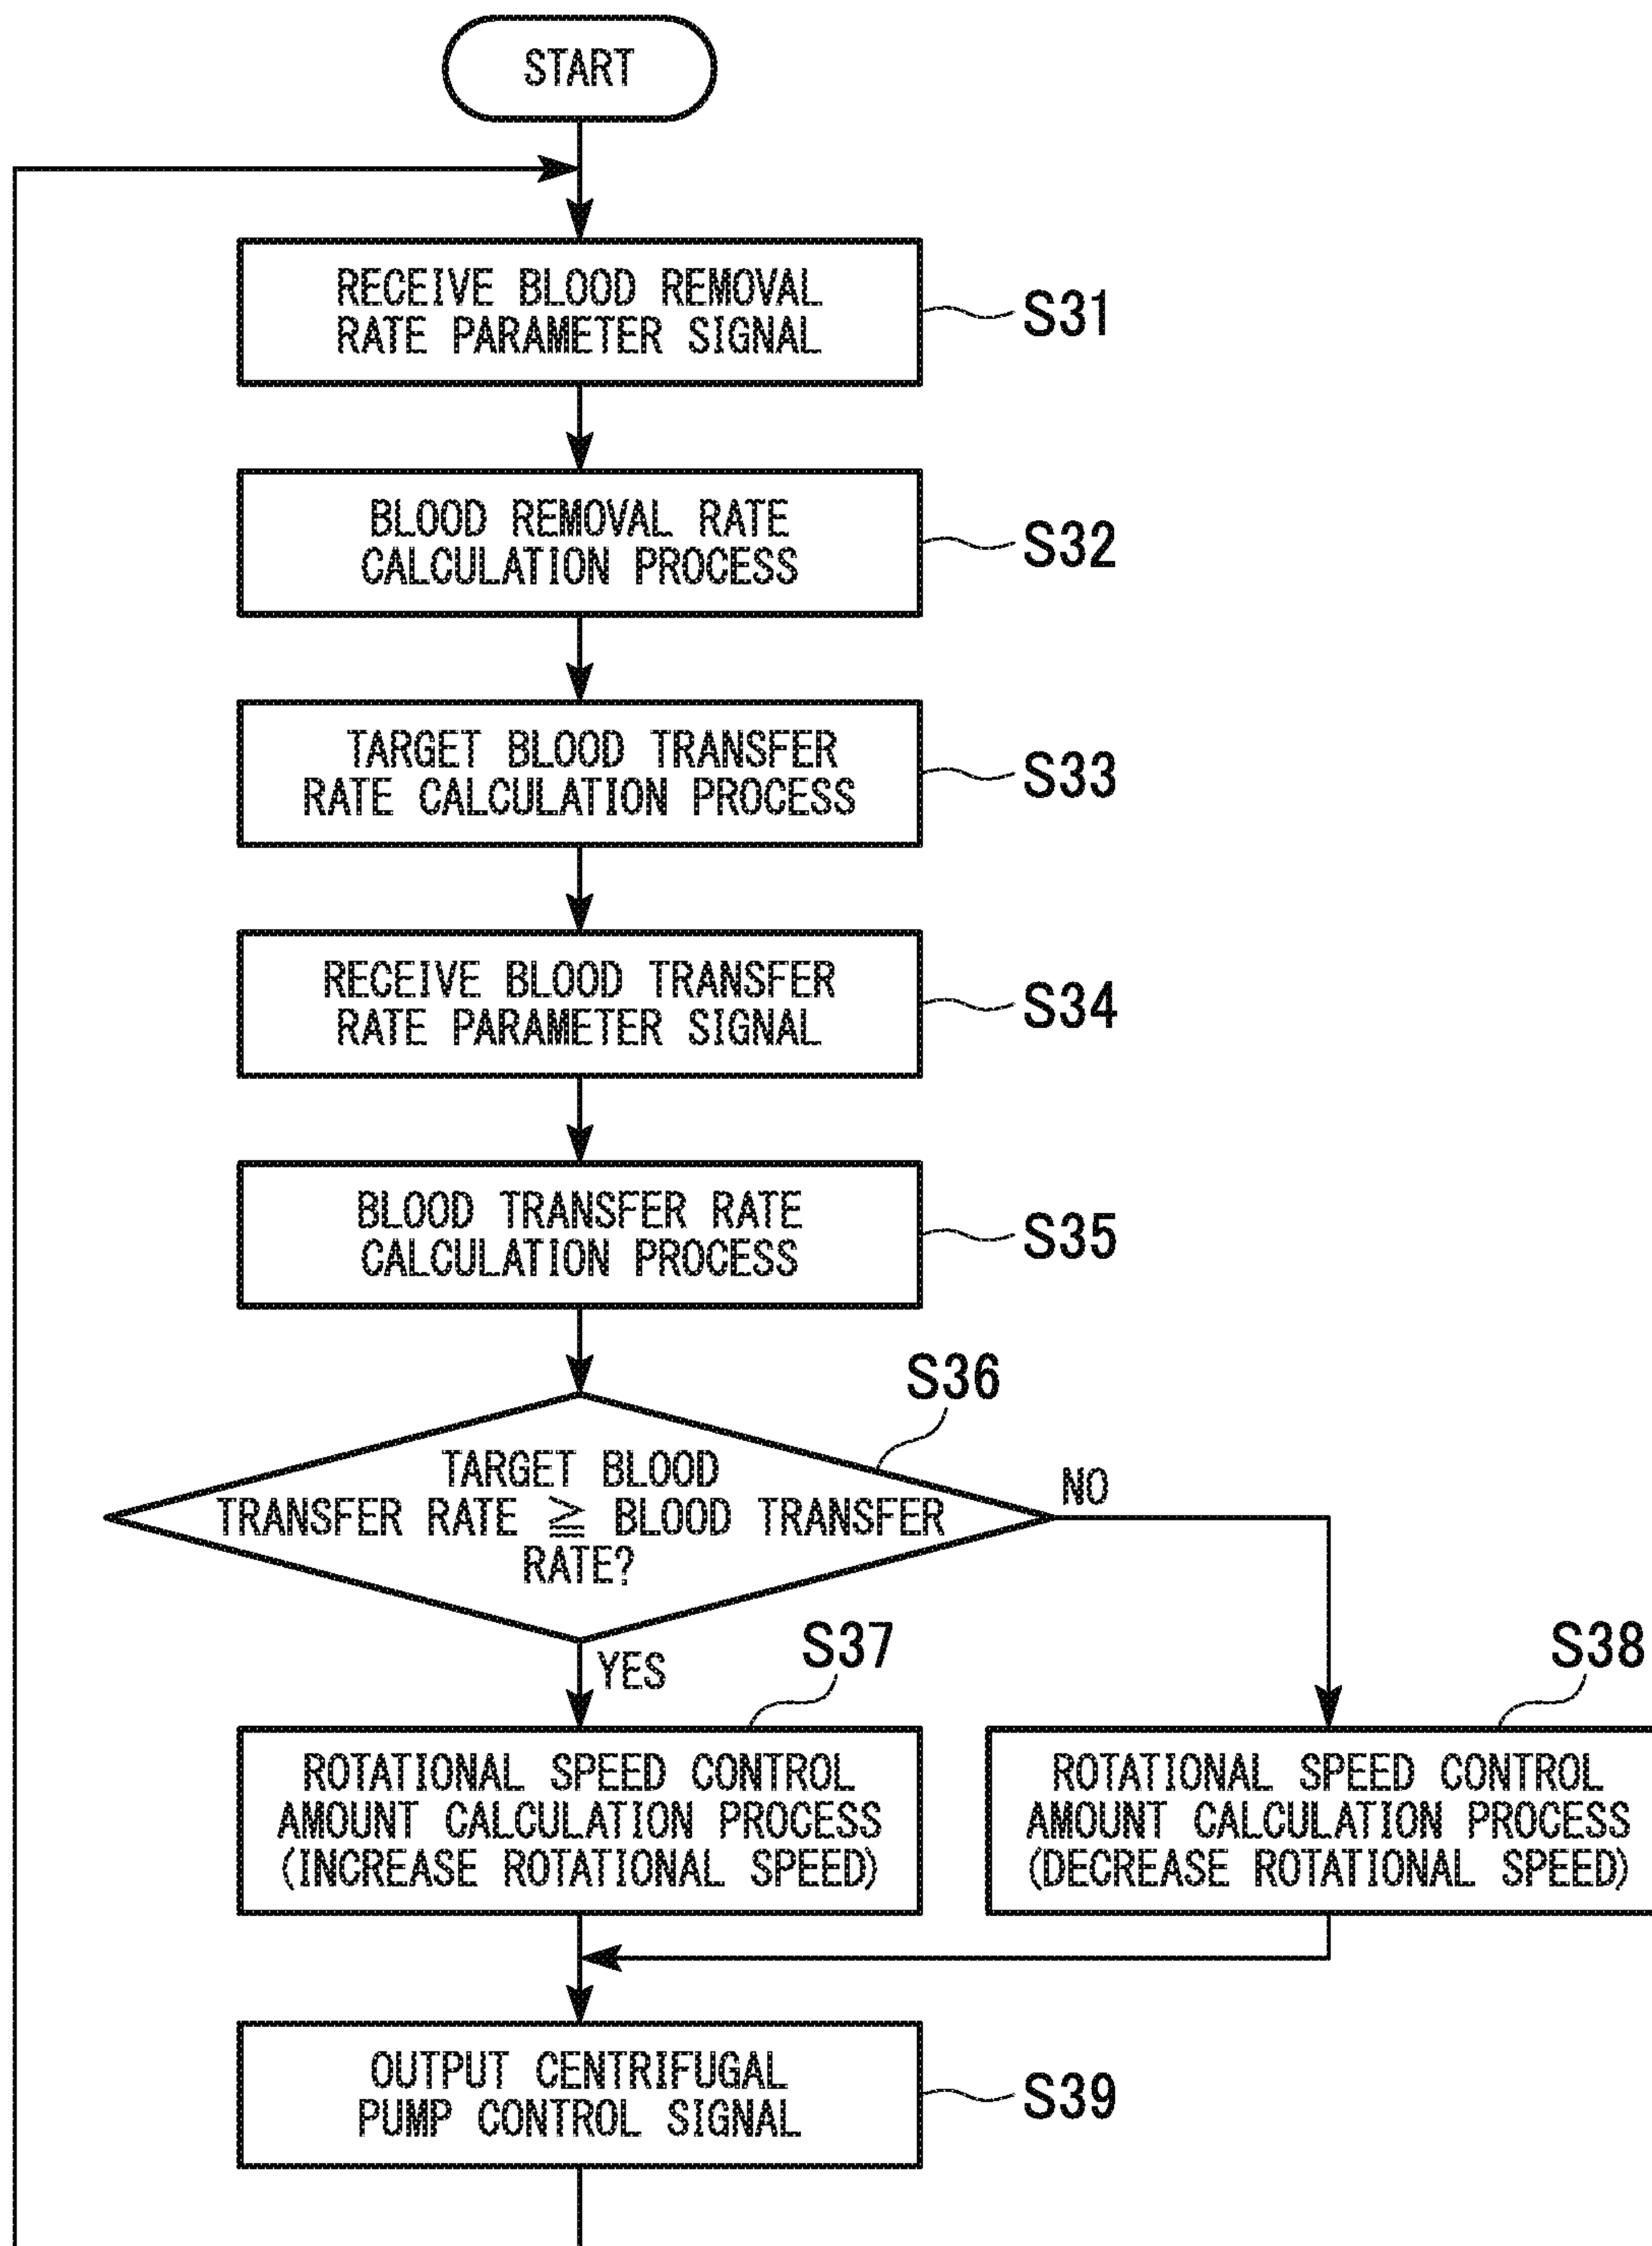 START
RECEIVE BLOOD REMOVAL
RATE PARAMETER SIGNAL
S31
BLOOD REMOVAL RATE
CALCULATION PROCESS
S32
TARGET BLOOD TRANSFER
RATE CALCULATION PROCESS
S33
RECEIVE BLOOD TRANSFER
RATE PARAMETER SIGNAL
S34
BLOOD TRANSFER RATE
CALCULATION PROCESS
S35
S36
TARGET BLOOD
TRANSFER RATE ≧ BLOOD TRANSFER
RATE?
NO
YES
S37
ROTATIONAL SPEED CONTROL
AMOUNT CALCULATION PROCESS
(INCREASE ROTATIONAL SPEED)
S38
ROTATIONAL SPEED CONTROL
AMOUNT CALCULATION PROCESS
(DECREASE ROTATIONAL SPEED)
OUTPUT CENTRIFUGAL
PUMP CONTROL SIGNAL
S39